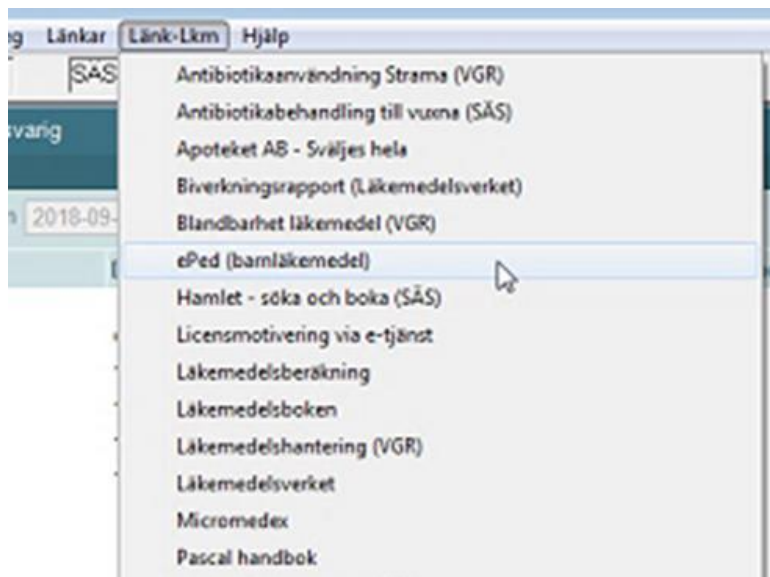 Länkar Länk-Lkm Hjälp
SÄS
svarig
2018-09-
Antibiotikaanvändning Strama (VGR)
Antibiotikabehandling till vuxna (SÄS)
Apoteket AB - Sväljes hela
Biverkningsrapport (Läkemedelsverket)
Blandbarhet läkemedel (VGR)
ePed (barnläkemedel)
Hamlet - söka och boka (SÄS)
Licensmotivering via e-tjänst
Läkemedelsberäkning
Läkemedelsboken
Läkemedelshantering (VGR)
Läkemedelsverket
Micromedex
Pascal handbok